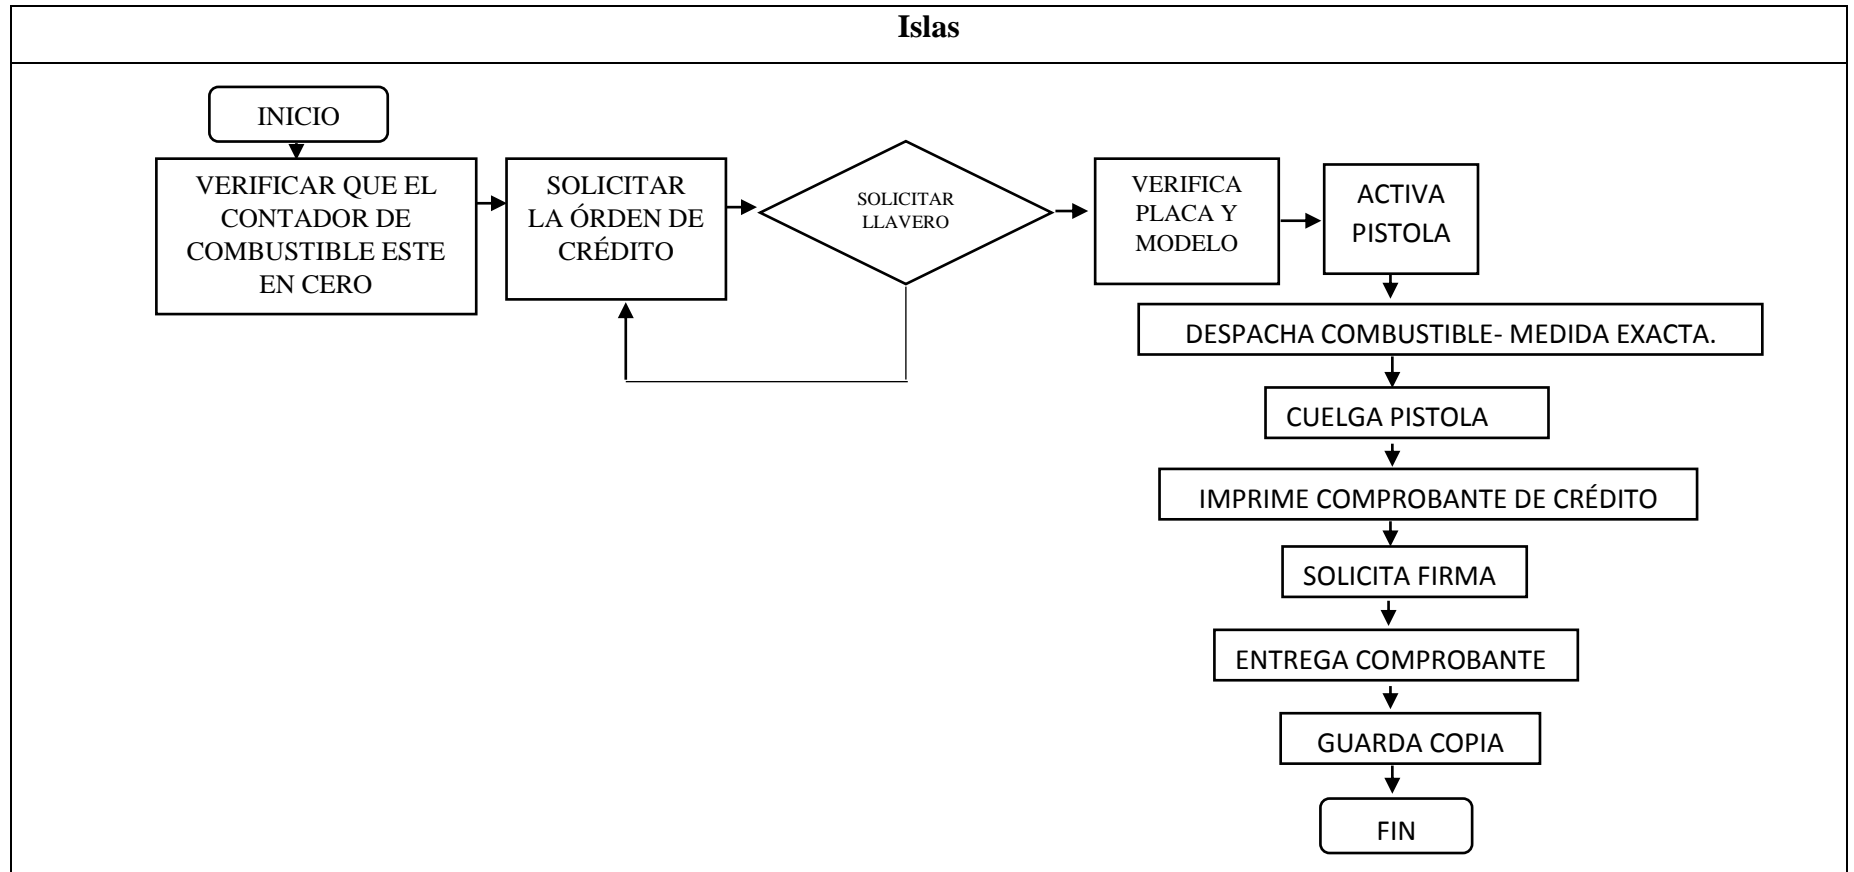 Islas
INICIO
VERIFICAR QUE EL
CONTADOR DE
COMBUSTIBLE ESTE
EN CERO
SOLICITAR
LA ÓRDEN DE
CRÉDITO
SOLICITAR
LLAVERO
VERIFICA
PLACA Y
MODELO
ACTIVA
PISTOLA
DESPACHA COMBUSTIBLE- MEDIDA EXACTA.
CUELGA PISTOLA
IMPRIME COMPROBANTE DE CRÉDITO
SOLICITA FIRMA
ENTREGA COMPROBANTE
GUARDA COPIA
FIN